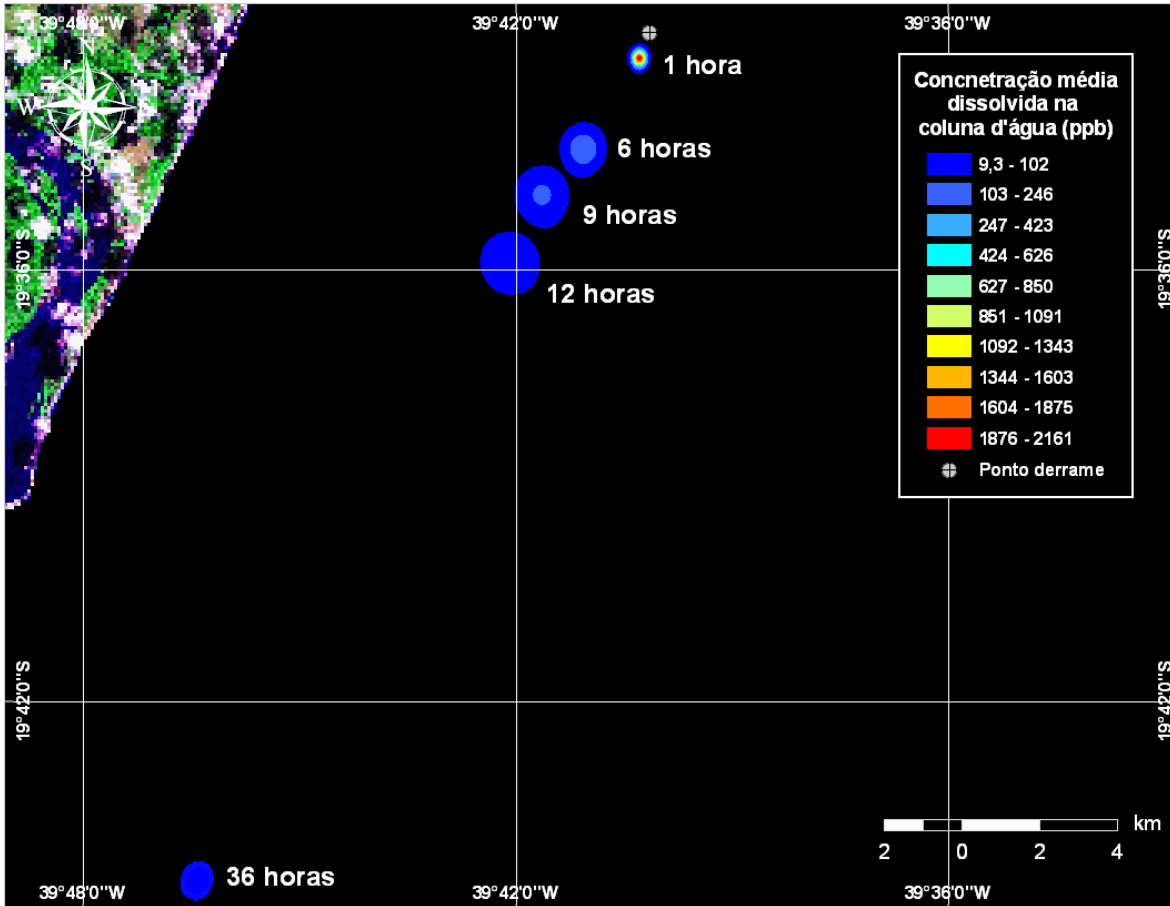 39°48'0"W
39°42'0"W
39°36'0"W
N
W
S
1 hora
6 horas
9 horas
12 horas
36 horas
19°36'0"S
19°36'0"S
19°42'0"S
19°42'0"S
Concnetração média
dissolvida na
coluna d'água (ppb)
9,3 - 102
103 - 246
247 - 423
424 - 626
627 - 850
851 - 1091
1092 - 1343
1344 - 1603
1604 - 1875
1876 - 2161
Ponto derrame
km
2 0 2 4
39°48'0"W
39°42'0"W
39°36'0"W